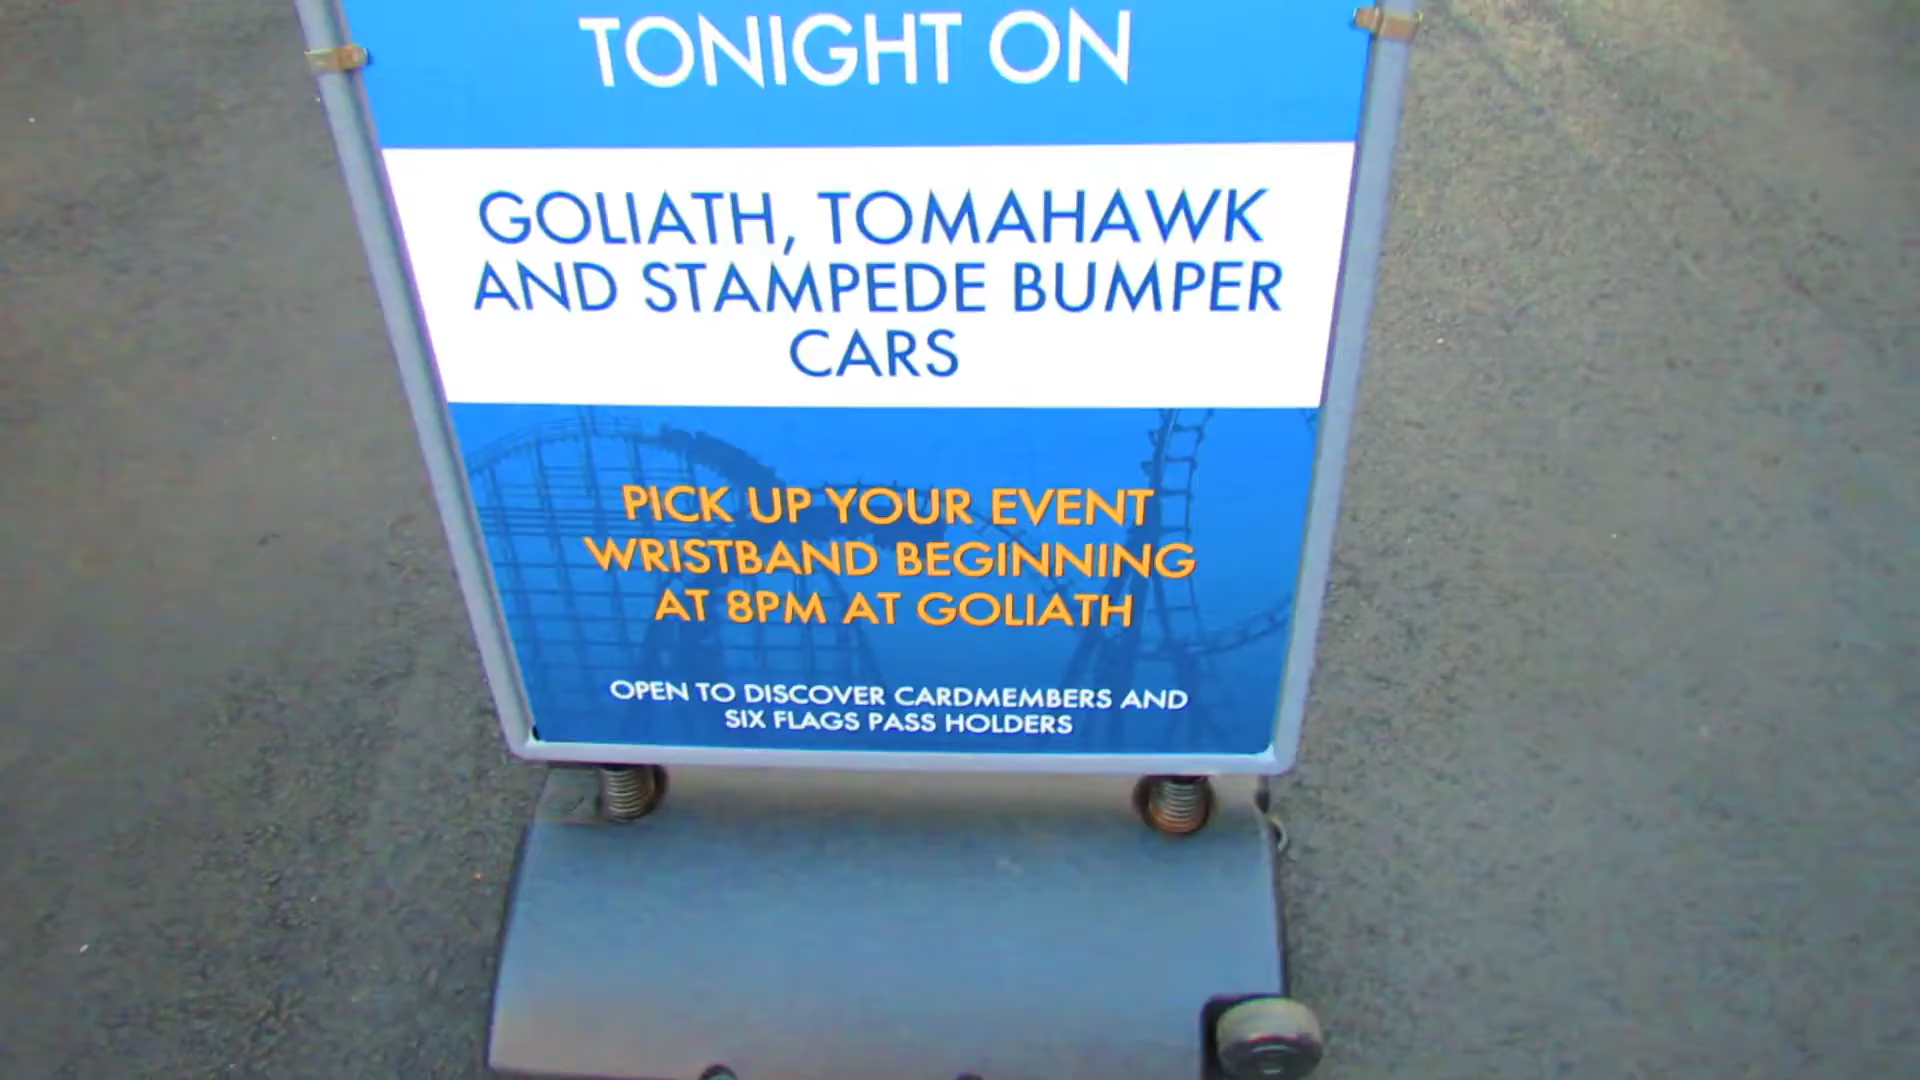 TONIGHT ON
GOLIATH, TOMAHAWK
AND STAMPEDE BUMPER
CARS
PICK UP YOUR EVENT
WRISTBAND BEGINNING
AT 8PM AT GOLIATH
OPEN TO DISCOVER CARDMEMBERS AND
SIX FLAGS PASS HOLDERS